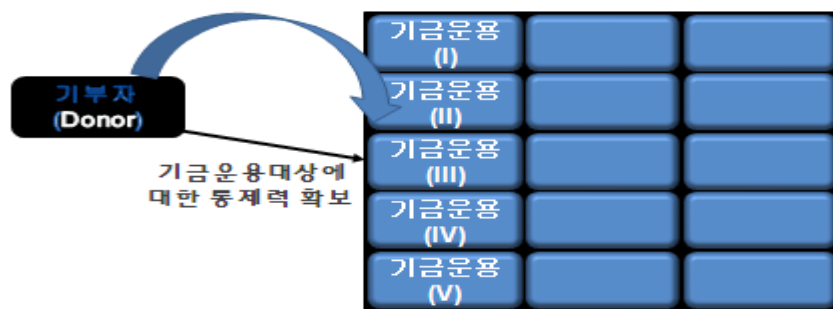 기부자
(Donor)
기금운용대상에
대한 통제력 확보
기금운용
(I)
기금운용
(II)
기금운용
(III)
기금운용
(IV)
기금운용
(V)